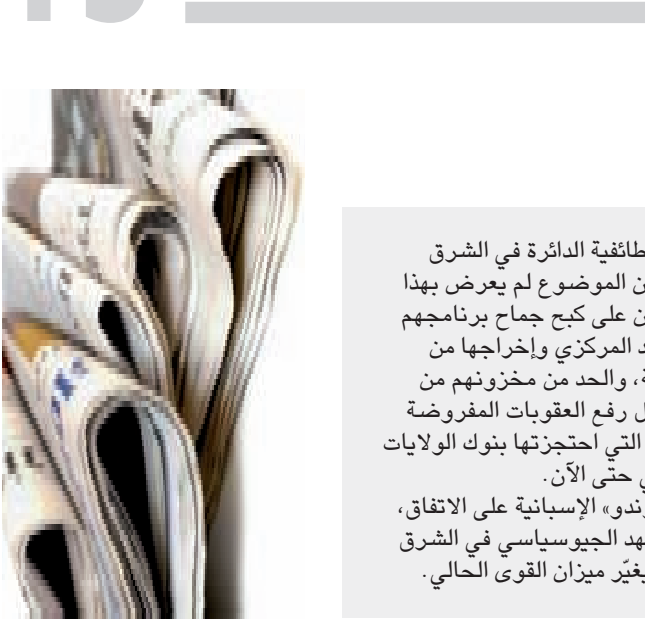 طائفية الدائرة في الشرق
ن الموضوع لم يعرض بهذا
ن على كبح جماح برنامجهم
د المركزي وإخراجها من
ة، والحد من مخزونهم من
ل رفع العقوبات المفروضة
التي احتجزتها بنوك الولايات
ي حتى الآن.
وندو» الإسبانية على الاتفاق،
هد الجيوسياسي في الشرق
يغيّر ميزان القوى الحالي.